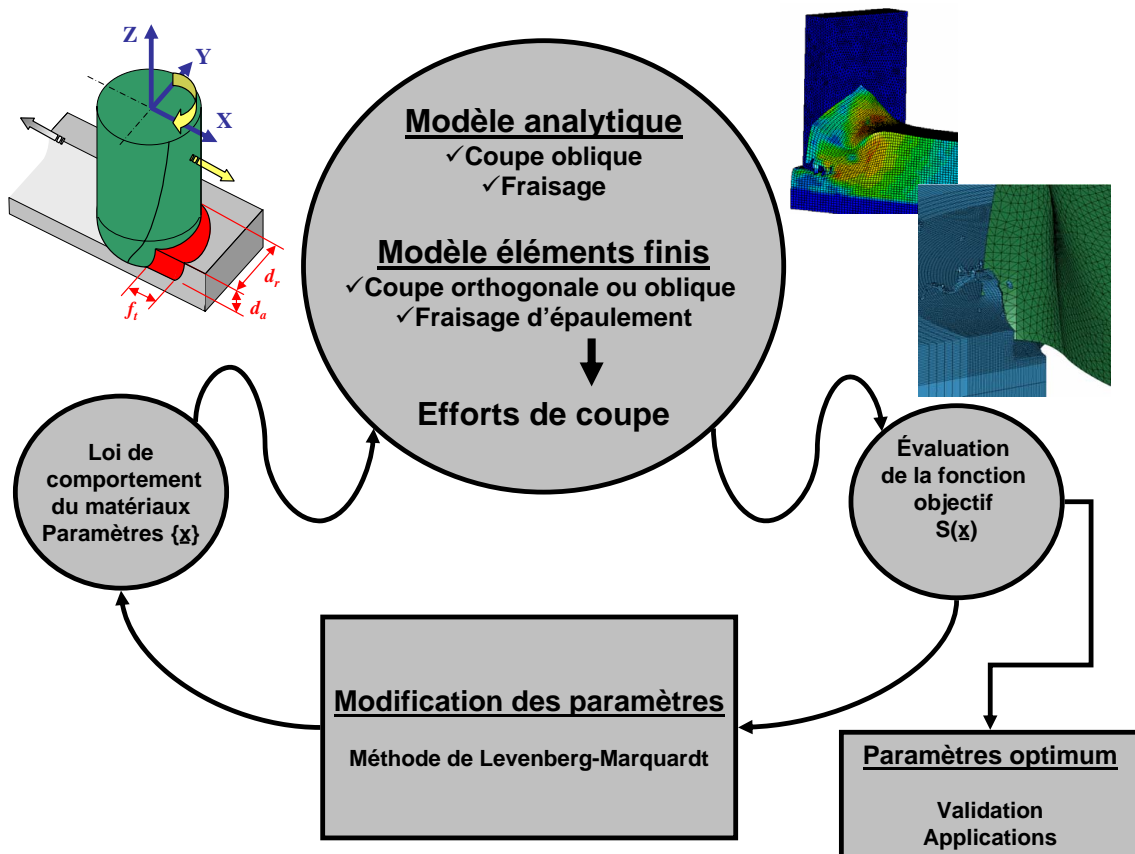 Z
Y
X
d_r
d_a
f_t
Modèle analytique
✓Coupe oblique
✓Fraisage
Modèle éléments finis
✓Coupe orthogonale ou oblique
✓Fraisage d'épaulement
Efforts de coupe
Loi de
comportement
du matériaux
Paramètres {x}
Évaluation
de la fonction
objectif
S(x)
Modification des paramètres
Méthode de Levenberg-Marquardt
Paramètres optimum
Validation
Applications